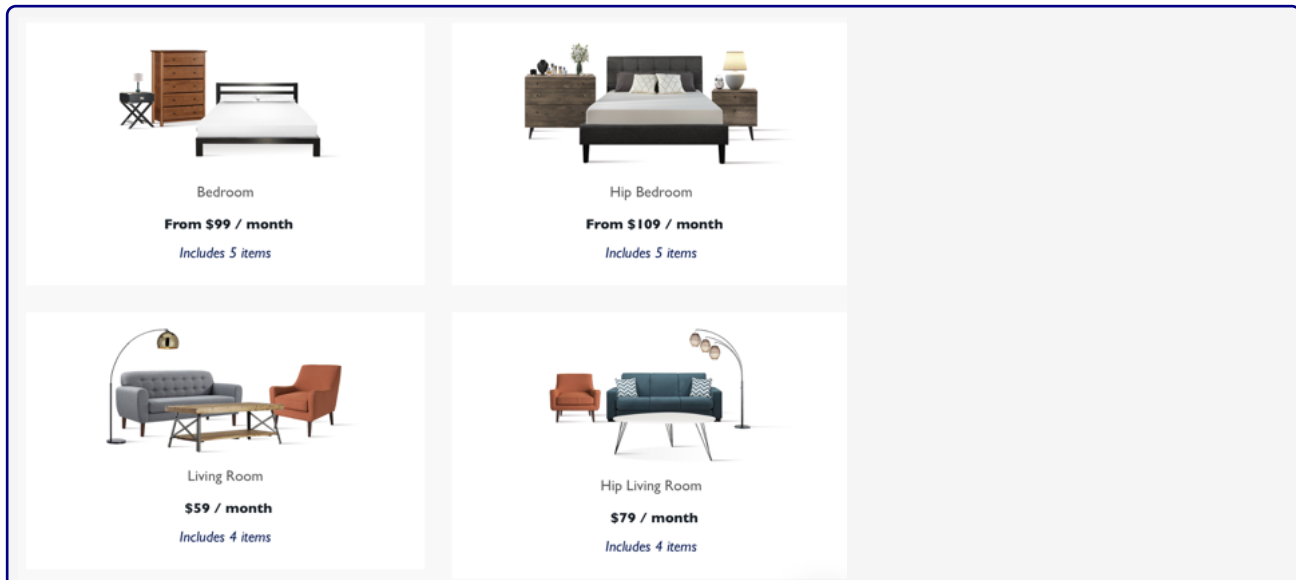 Bedroom
From $99 / month
Includes 5 items
Hip Bedroom
From $109 / month
Includes 5 items
Living Room
$59 / month
Includes 4 items
Hip Living Room
$79 / month
Includes 4 items